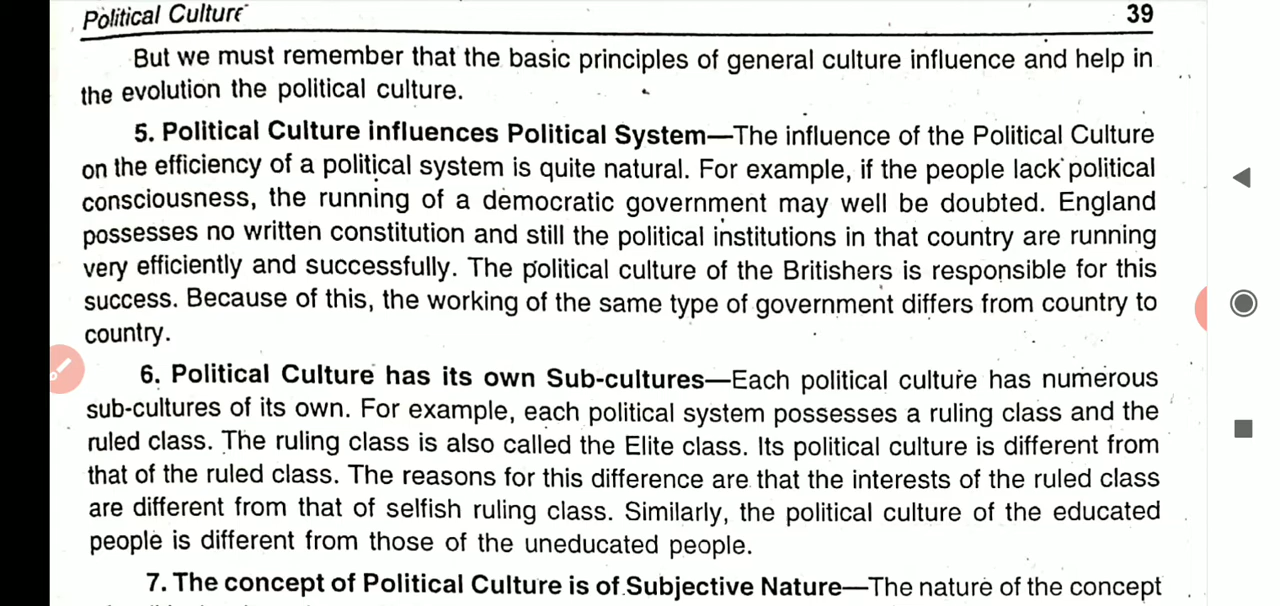 Political Culture
39
But we must remember that the basic principles of general culture influence and help in
the evolution the political culture.
5. Political Culture influences Political System—The influence of the Political Culture
on the efficiency of a political system is quite natural. For example, if the people lack political
consciousness, the running of a democratic government may well be doubted. England
possesses no written constitution and still the political institutions in that country are running
very efficiently and successfully. The political culture of the Britishers is responsible for this
success. Because of this, the working of the same type of government differs from country to
country.
6. Political Culture has its own Sub-cultures—Each political culture has numerous
sub-cultures of its own. For example, each political system possesses a ruling class and the
ruled class. The ruling class is also called the Elite class. Its political culture is different from
that of the ruled class. The reasons for this difference are that the interests of the ruled class
are different from that of selfish ruling class. Similarly, the political culture of the educated
people is different from those of the uneducated people.
7. The concept of Political Culture is of Subjective Nature—The nature of the concept